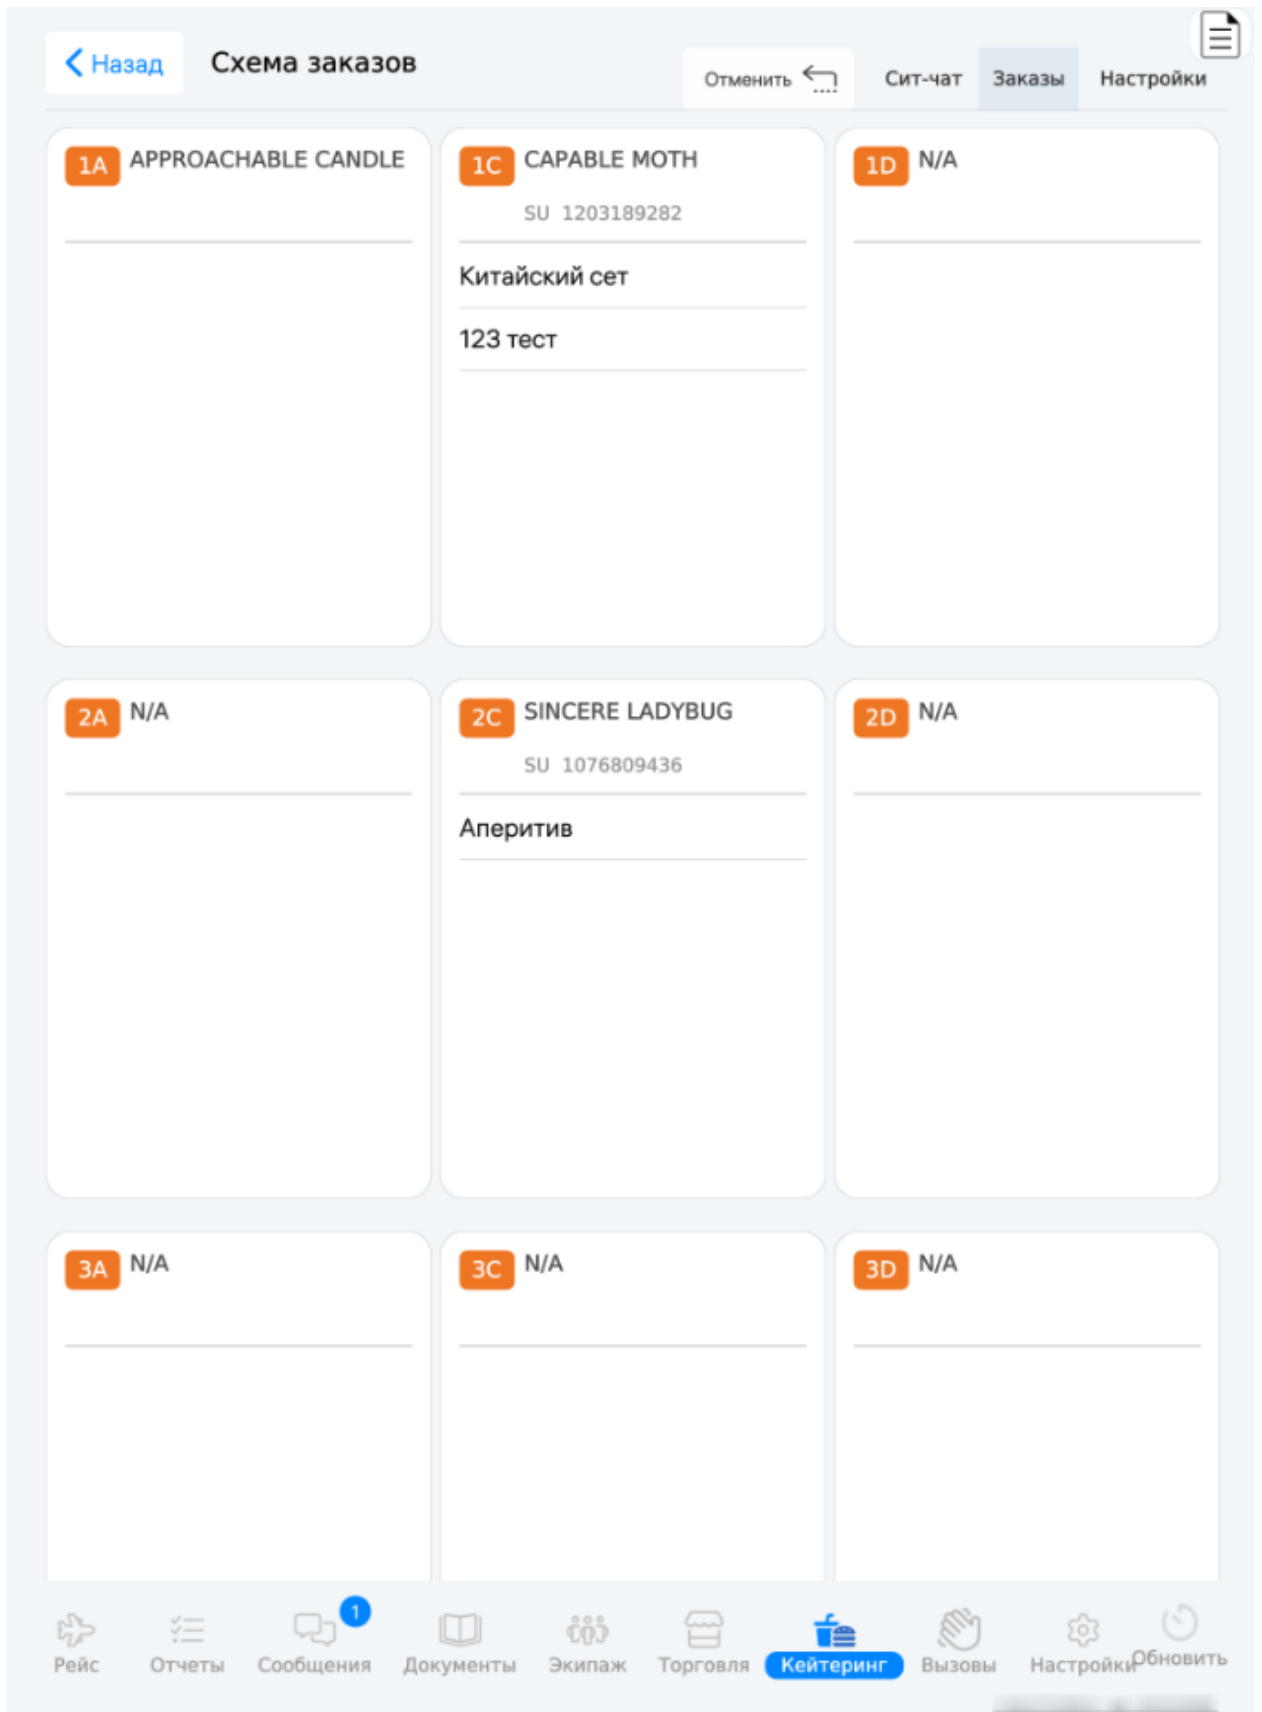 Назад
Схема заказов
Отменить
Сит-чат
Заказы
Настройки
1A APPROACHABLE CANDLE
1C CAPABLE MOTH
SU 1203189282
Китайский сет
123 тест
1D N/A
2A N/A
2C SINCERE LADYBUG
SU 1076809436
Аперитив
2D N/A
3A N/A
3C N/A
3D N/A
Рейс
Отчеты
1
Сообщения
Документы
Экипаж
Торговля
Кейтеринг
Вызовы
Настройки
Обновить